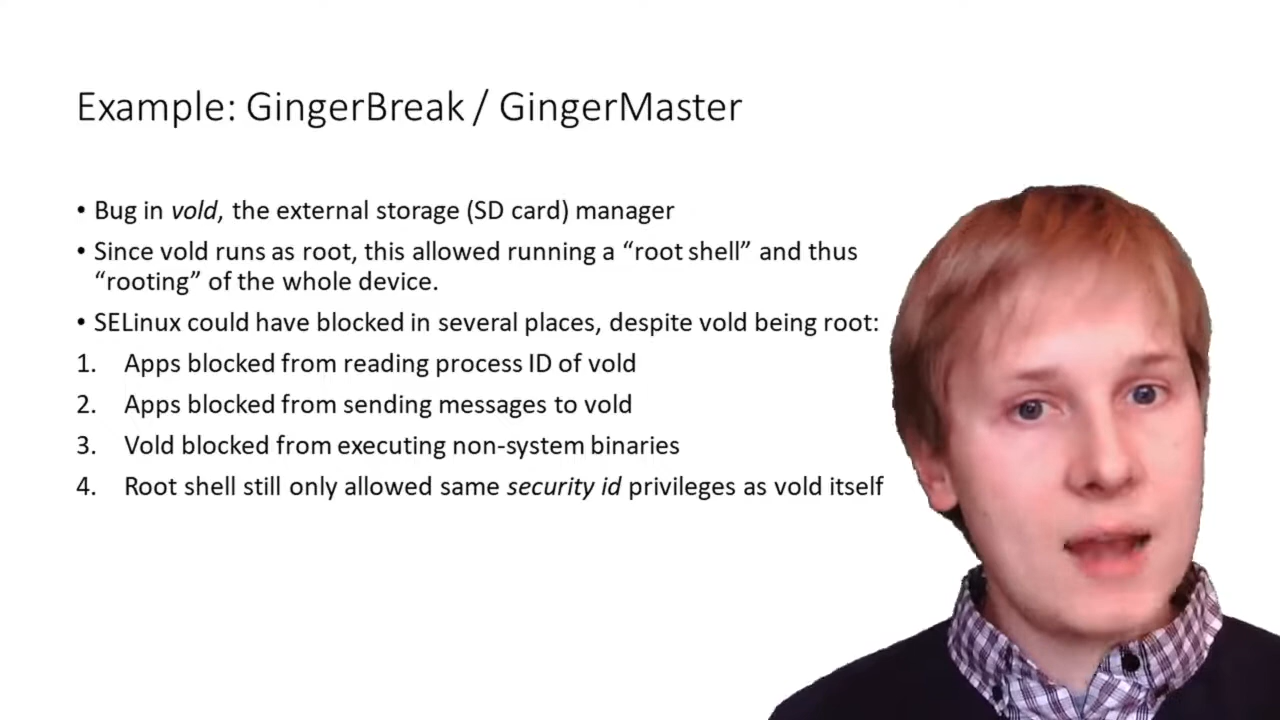 Example: GingerBreak / GingerMaster
• Bug in vold, the external storage (SD card) manager
• Since vold runs as root, this allowed running a “root shell” and thus
“rooting” of the whole device.
• SELinux could have blocked in several places, despite vold being root:
1. Apps blocked from reading process ID of vold
2. Apps blocked from sending messages to vold
3. Vold blocked from executing non-system binaries
4. Root shell still only allowed same security id privileges as vold itself